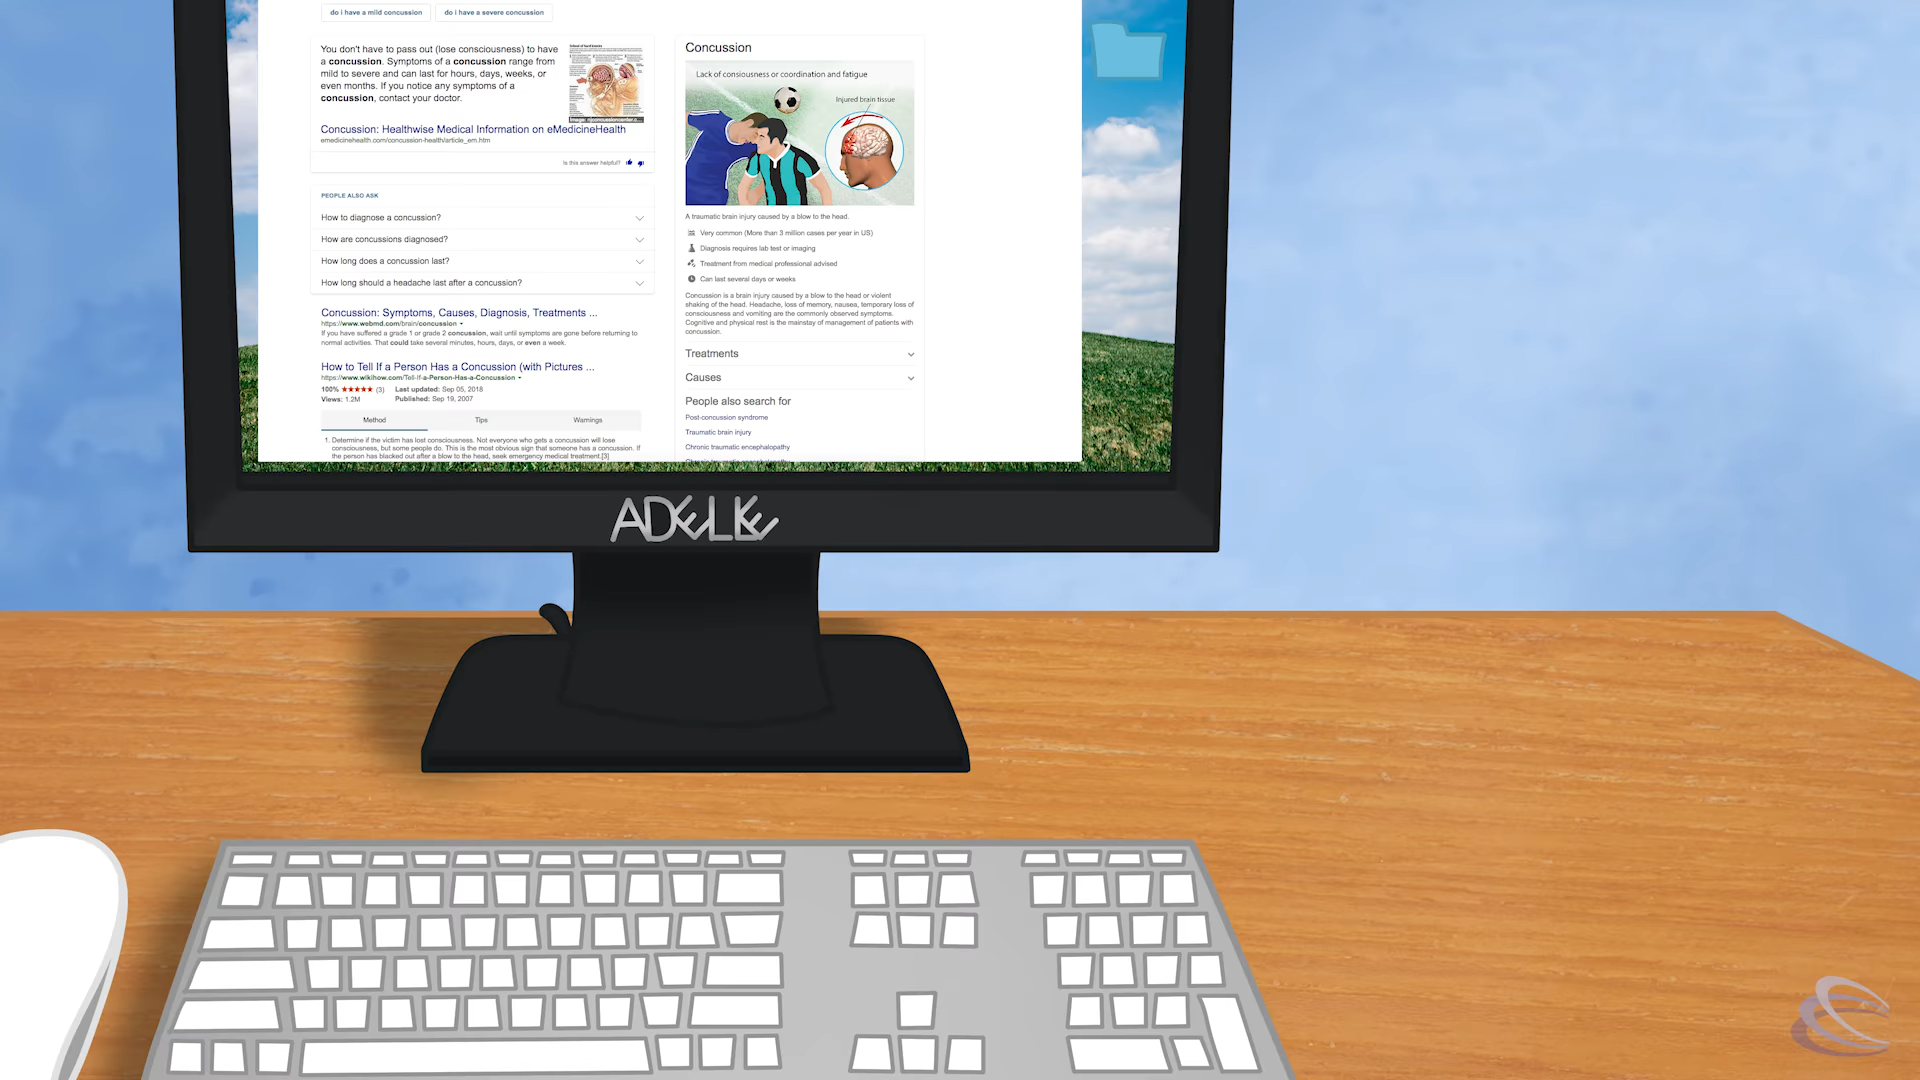 do i have a mild concussion
do i have a severe concussion
You don't have to pass out (lose consciousness) to have
a concussion. Symptoms of a concussion range from
mild to severe and can last for hours, days, weeks, or
even months. If you notice any symptoms of a
concussion, contact your doctor.
Concussion: Healthwise Medical Information on eMedicineHealth
emedicinehealth.com/concussion-health/article_em.htm
Is this answer helpful?
PEOPLE ALSO ASK
How to diagnose a concussion?
How are concussions diagnosed?
How long does a concussion last?
How long should a headache last after a concussion?
Concussion: Symptoms, Causes, Diagnosis, Treatments ...
https://www.webmd.com/brain/concussion
If you have suffered a grade 1 or grade 2 concussion, wait until symptoms are gone before returning to
normal activities. That could take several minutes, hours, days, or even a week.
How to Tell If a Person Has a Concussion (with Pictures ...
https://www.wikihow.com/Tell-If-a-Person-Has-a-Concussion
100% ★★★★★ (3) Last updated: Sep 05, 2018
Views: 1.2M Published: Sep 19, 2007
Method Tips Warnings
1. Determine if the victim has lost consciousness. Not everyone who gets a concussion will lose
consciousness, but some people do. This is the most obvious sign that someone has a concussion. If
the person has blacked out after a blow to the head, seek emergency medical treatment.[3]
Concussion
Lack of consiousness or coordination and fatigue
Injured brain tissue
A traumatic brain injury caused by a blow to the head.
Very common (More than 3 million cases per year in US)
Diagnosis requires lab test or imaging
Treatment from medical professional advised
Can last several days or weeks
Concussion is a brain injury caused by a blow to the head or violent
shaking of the head. Headache, loss of memory, nausea, temporary loss of
consciousness and vomiting are the commonly observed symptoms.
Cognitive and physical rest is the mainstay of management of patients with
concussion.
Treatments
Causes
People also search for
Post-concussion syndrome
Traumatic brain injury
Chronic traumatic encephalopathy
ADELIE